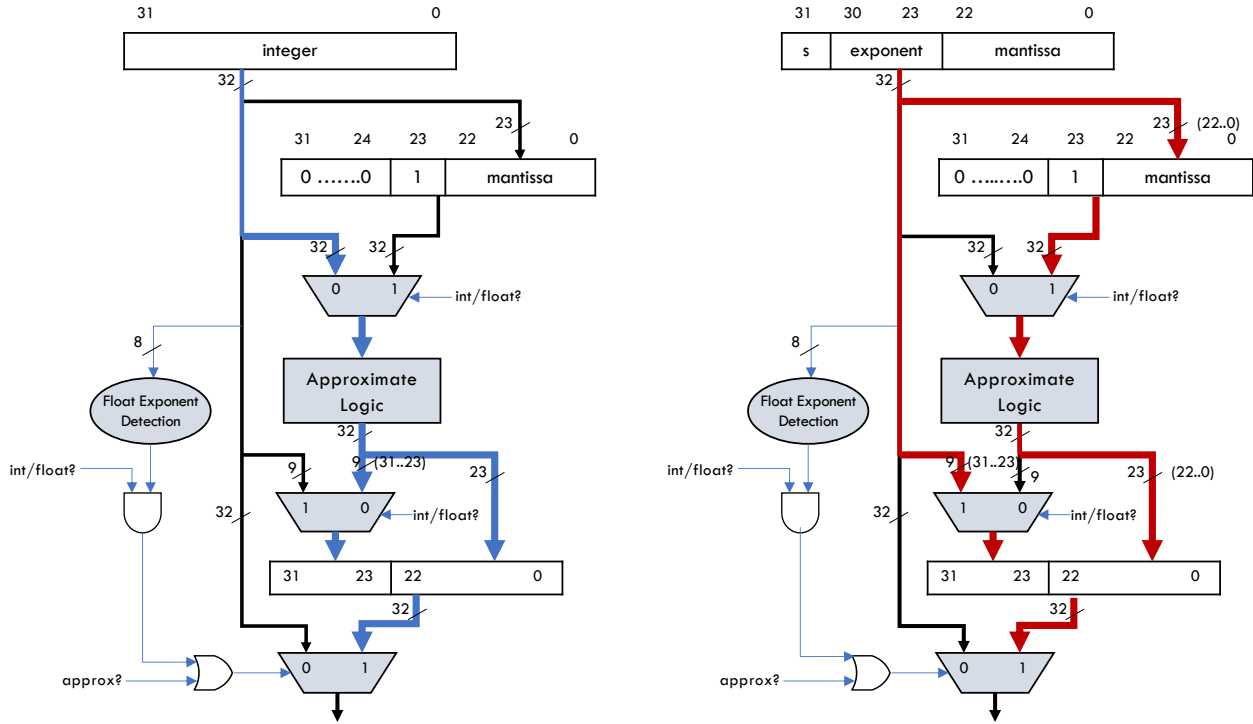 31 0
integer
32
23
31 24 23 22 0
0 …….0 1 mantissa
32 32
0 1
int/float?
8
Float Exponent
Detection
Approximate
Logic
32
int/float?
9 9 (31..23) 23
1 0
int/float?
32
31 23 22 0
32
0 1
approx?
31 30 23 22 0
s exponent mantissa
32
23 (22..0)
31 24 23 22 0
0 …..….0 1 mantissa
32 32
0 1
int/float?
8
Float Exponent
Detection
Approximate
Logic
32
int/float?
9 (31..23) 9 23 (22..0)
1 0
int/float?
32
31 23 22 0
32
0 1
approx?